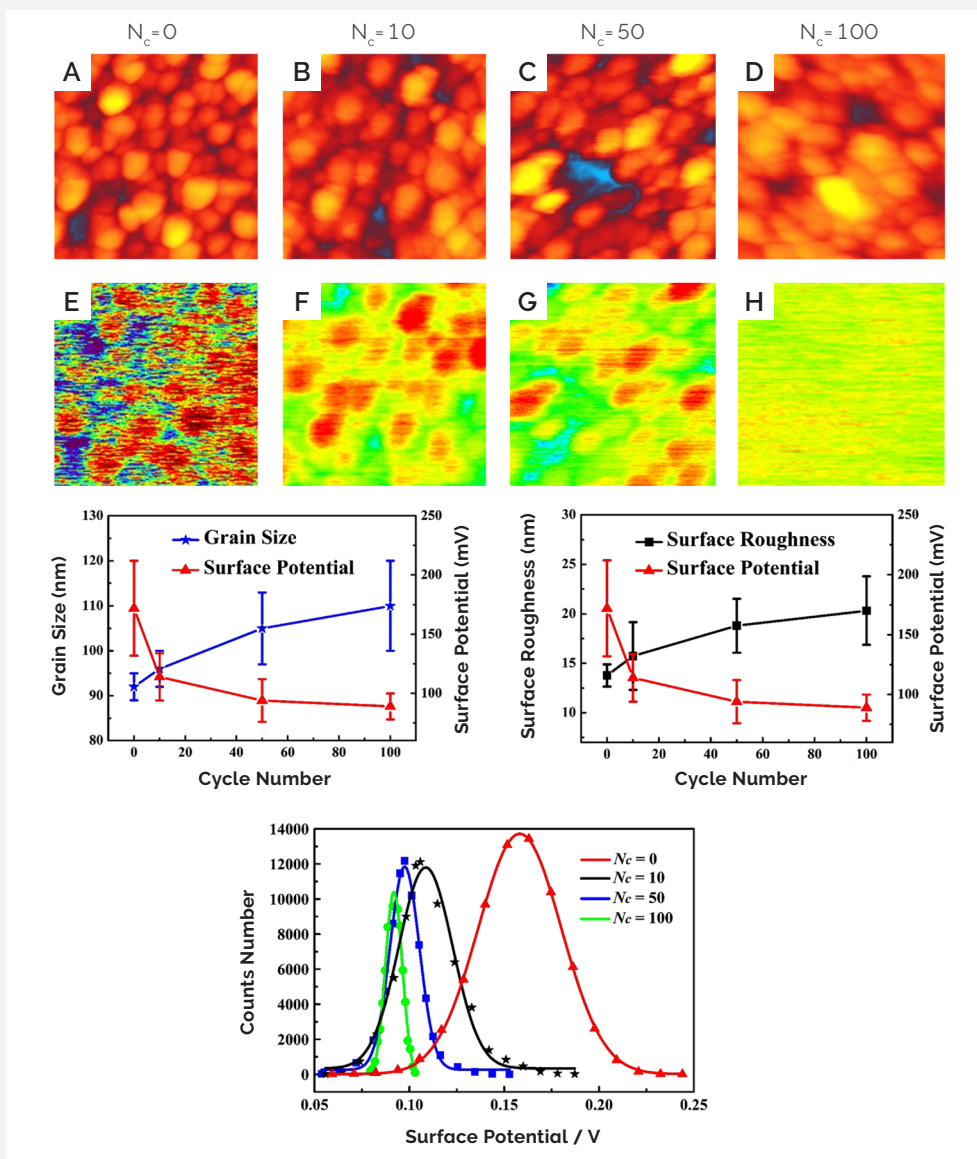 N_c=0
N_c=10
N_c=50
N_c=100
A
B
C
D
E
F
G
H
130
120
110
100
90
80
Grain Size (nm)
Grain Size
Surface Potential
250
200
150
100
Surface Potential (mV)
0
20
40
60
80
100
Cycle Number
30
25
20
15
10
Surface Roughness (nm)
Surface Roughness
Surface Potential
250
200
150
100
Surface Potential (mV)
0
20
40
60
80
100
Cycle Number
14000
12000
10000
8000
6000
4000
2000
0
Counts Number
Nc = 0
Nc = 10
Nc = 50
Nc = 100
0.05
0.10
0.15
0.20
0.25
Surface Potential / V